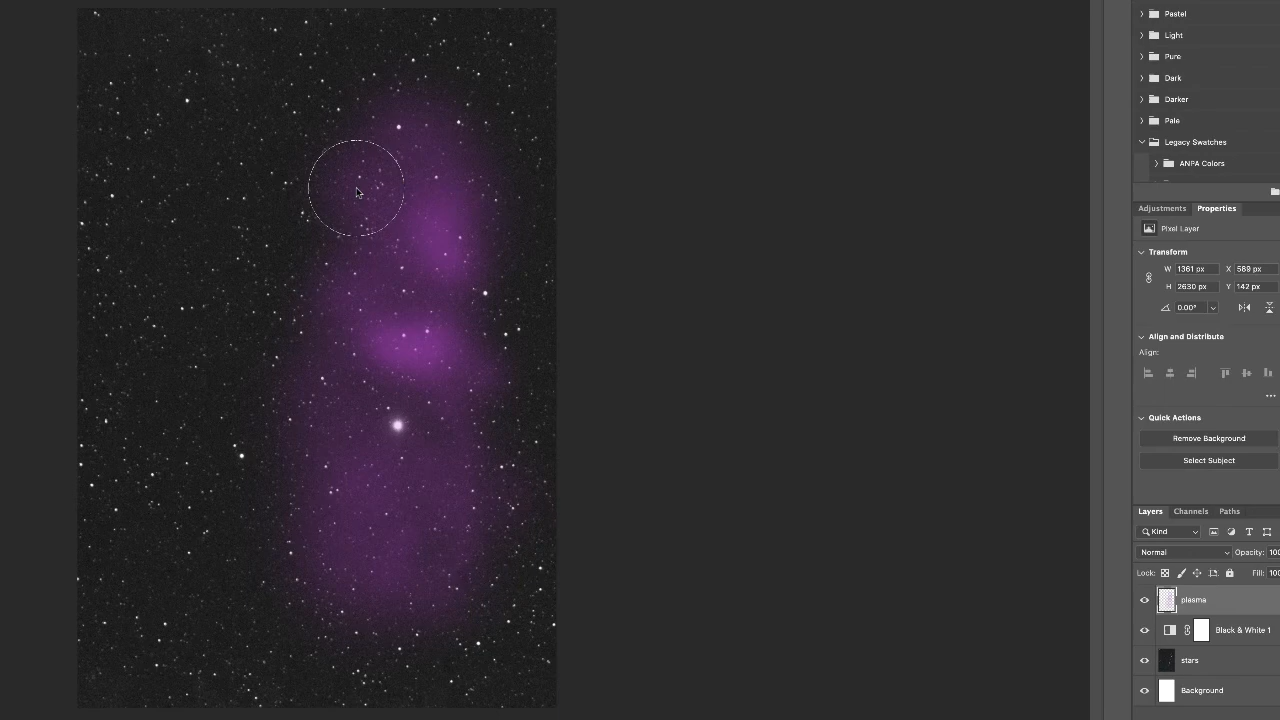 Pastel
Light
Pure
Dark
Darker
Pale
Legacy Swatches
ANPA Colors
Adjustments Properties
Pixel Layer
Transform
W 1361 px X 589 px
H 2630 px Y 142 px
0.00°
Align and Distribute
Align:
Quick Actions
Remove Background
Select Subject
Layers Channels Paths
Kind
Normal Opacity: 100
Lock: Fill: 100
plasma
Black & White 1
stars
Background